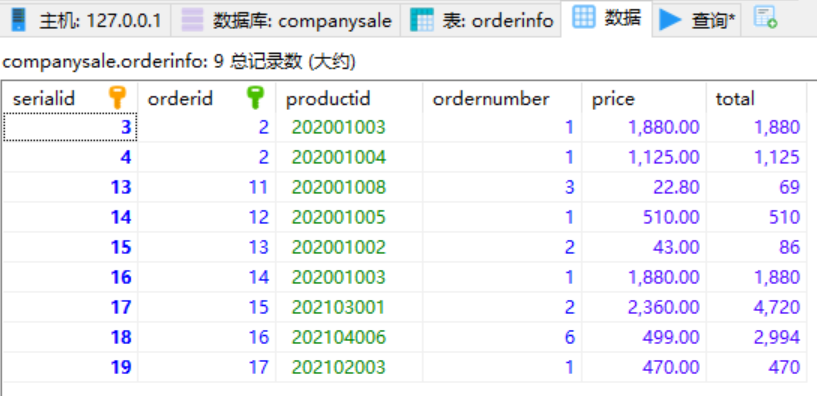 主机: 127.0.0.1 数据库: companysale 表: orderinfo 数据 查询*
companysale.orderinfo: 9 总记录数 (大约)
serialid orderid productid ordernumber price total
3 2 202001003 1 1,880.00 1,880
4 2 202001004 1 1,125.00 1,125
13 11 202001008 3 22.80 69
14 12 202001005 1 510.00 510
15 13 202001002 2 43.00 86
16 14 202001003 1 1,880.00 1,880
17 15 202103001 2 2,360.00 4,720
18 16 202104006 6 499.00 2,994
19 17 202102003 1 470.00 470